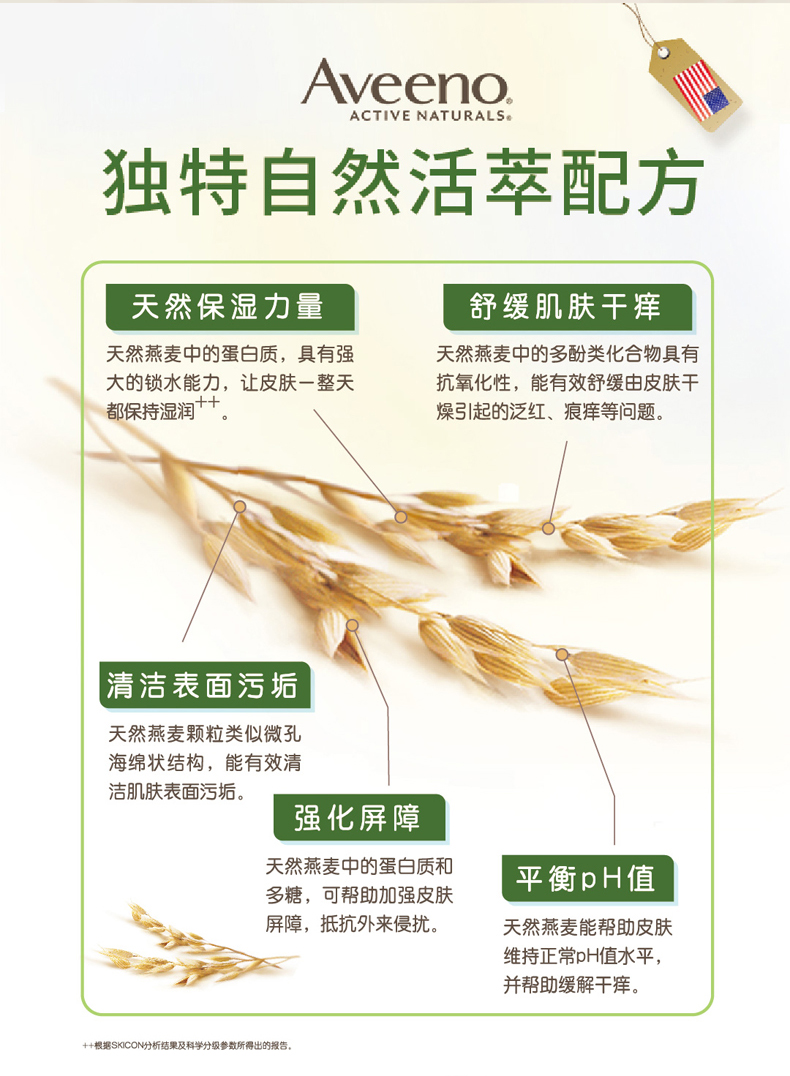 Aveeno®
ACTIVE NATURALS®
独特自然活萃配方
天然保湿力量
天然燕麦中的蛋白质，具有强
大的锁水能力，让皮肤一整天
都保持湿润++。
舒缓肌肤干痒
天然燕麦中的多酚类化合物具有
抗氧化性，能有效舒缓由皮肤干
燥引起的泛红、痕痒等问题。
清洁表面污垢
天然燕麦颗粒类似微孔
海绵状结构，能有效清
洁肌肤表面污垢。
强化屏障
天然燕麦中的蛋白质和
多糖，可帮助加强皮肤
屏障，抵抗外来侵扰。
平衡pH值
天然燕麦能帮助皮肤
维持正常pH值水平，
并帮助缓解干痒。
++根据SKICON分析结果及科学分级参数所得出的报告。